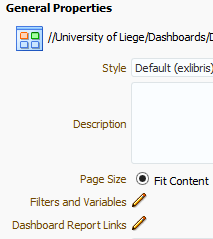 General Properties
//University of Liege/Dashboards/D
Style Default (exlibris)
Description
Page Size Fit Content
Filters and Variables
Dashboard Report Links